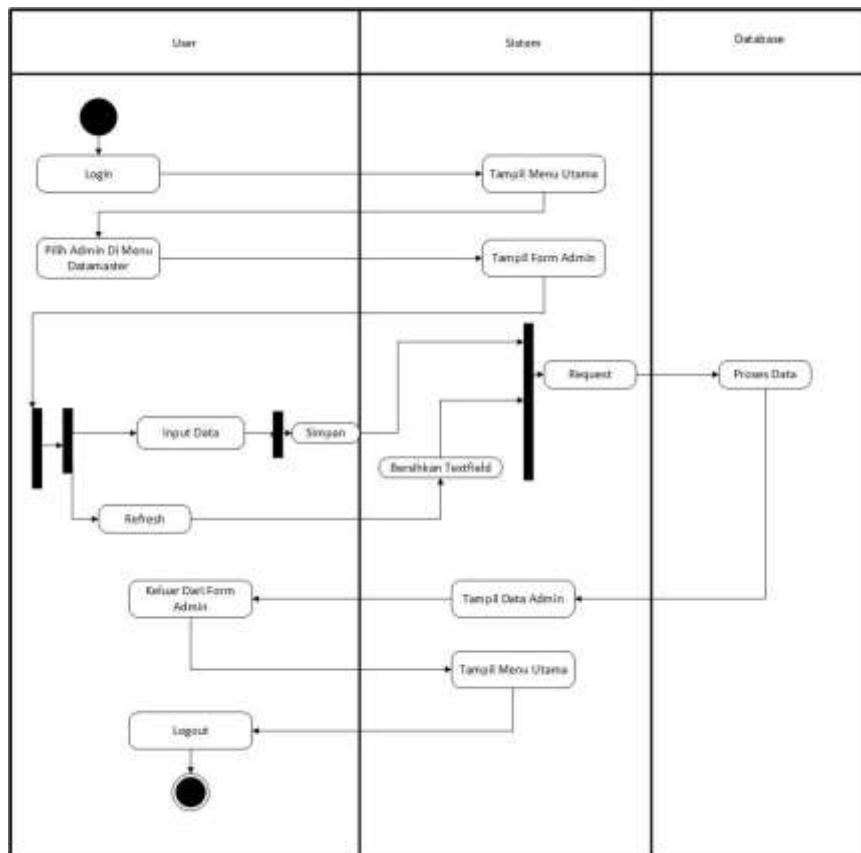 User
Sistem
Database
Login
Tampil Menu Utama
Pilih Admin Di Menu
Datamaster
Tampil Form Admin
Request
Proses Data
Input Data
Simpan
Bersihkan Textfield
Refresh
Keluar Dari Form
Admin
Tampil Data Admin
Tampil Menu Utama
Logout